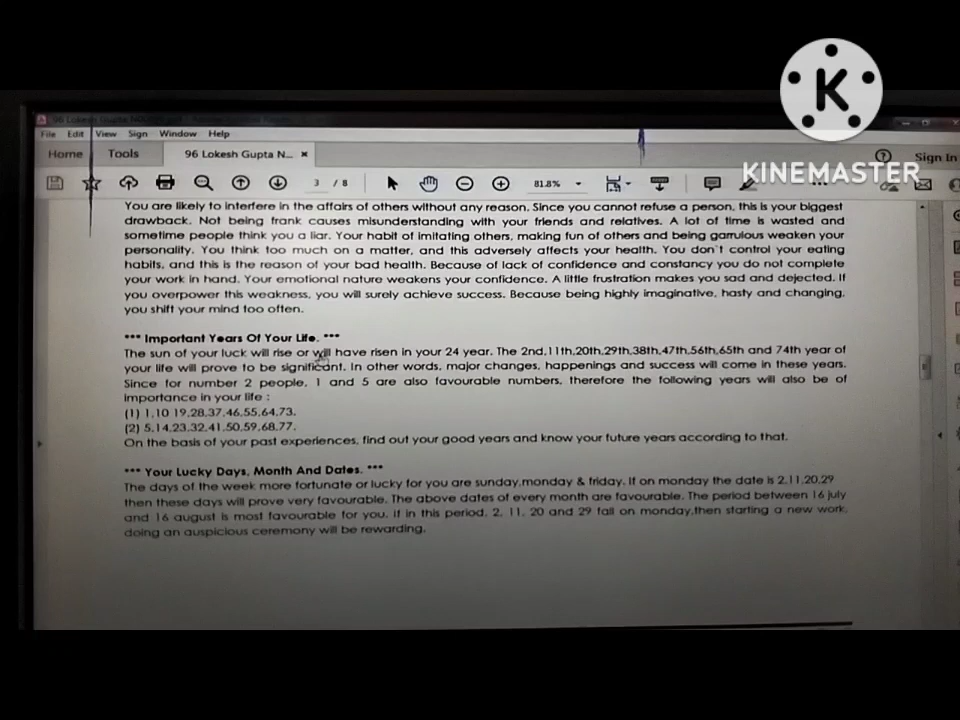 KINEMASTER
96 Lokesh Gupta
File Edit View Sign Window Help
Home Tools 96 Lokesh Gupta N... × Sign In
3 / 8 81.8%
You are likely to interfere in the affairs of others without any reason. Since you cannot refuse a person, this is your biggest
drawback. Not being frank causes misunderstanding with your friends and relatives. A lot of time is wasted and
sometime people think you a liar. Your habit of imitating others, making fun of others and being garrulous weaken your
personality. You think too much on a matter, and this adversely affects your health. You don't control your eating
habits, and this is the reason of your bad health. Because of lack of confidence and constancy you do not complete
your work in hand. Your emotional nature weakens your confidence. A little frustration makes you sad and dejected. If
you overpower this weakness, you will surely achieve success. Because being highly imaginative, hasty and changing,
you shift your mind too often.
*** Important Years Of Your Life. ***
The sun of your luck will rise or will have risen in your 24 year. The 2nd,11th,20th,29th,38th,47th,56th,65th and 74th year of
your life will prove to be significant. In other words, major changes, happenings and success will come in these years.
Since for number 2 people, 1 and 5 are also favourable numbers, therefore the following years will also be of
importance in your life :
(1) 1,10 19,28,37,46,55,64,73.
(2) 5,14,23,32,41,50,59,68,77.
On the basis of your past experiences, find out your good years and know your future years according to that.
*** Your Lucky Days, Month And Dates. ***
The days of the week more fortunate or lucky for you are sunday,monday & friday. If on monday the date is 2,11,20,29
then these days will prove very favourable. The above dates of every month are favourable. The period between 16 july
and 16 august is most favourable for you. If in this period, 2, 11, 20 and 29 fall on monday,then starting a new work,
doing an auspicious ceremony will be rewarding.